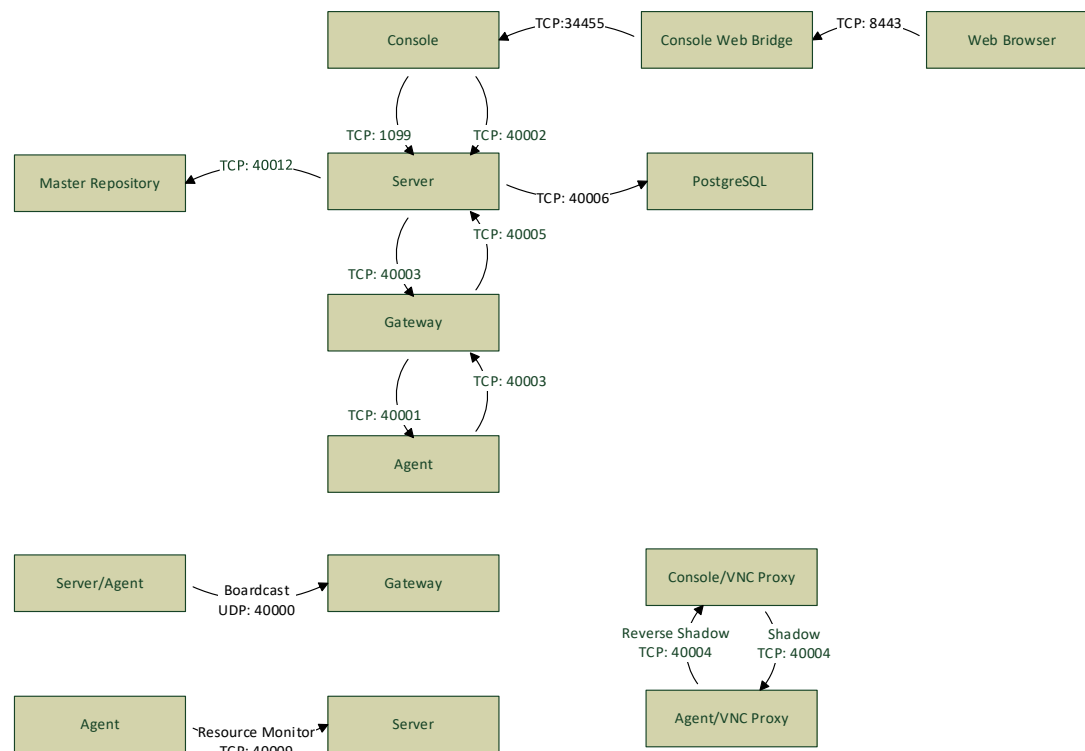 TCP:34455
TCP: 8443
Console
Console Web Bridge
Web Browser
TCP: 1099
TCP: 40002
TCP: 40012
Master Repository
Server
PostgreSQL
TCP: 40006
TCP: 40005
TCP: 40003
Gateway
TCP: 40003
TCP: 40001
Agent
Server/Agent
Boardcast
UDP: 40000
Gateway
Console/VNC Proxy
Reverse Shadow
TCP: 40004
Shadow
TCP: 40004
Agent
Resource Monitor
TCP: 40009
Server
Agent/VNC Proxy